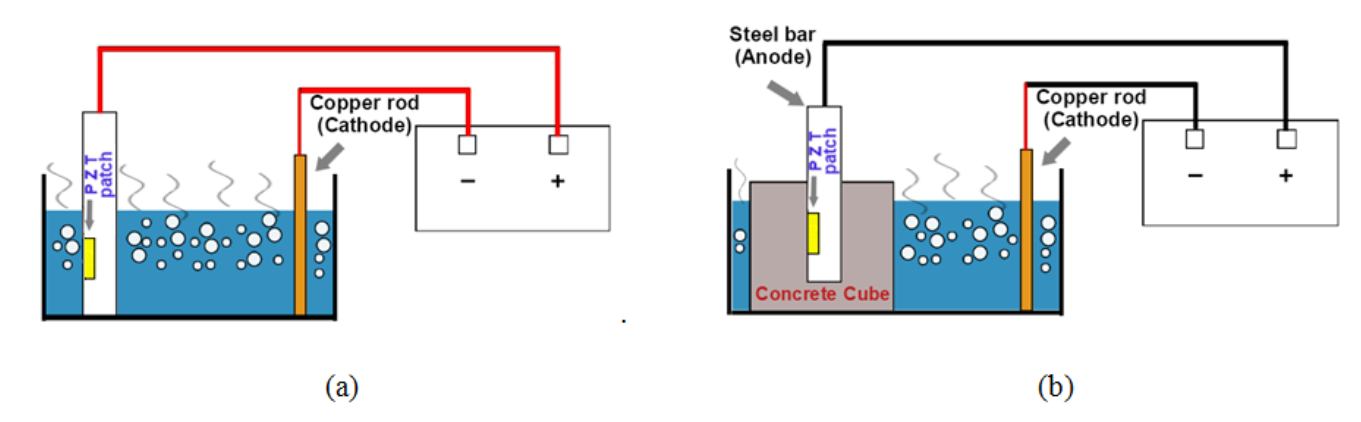 Copper rod
(Cathode)
PZT
patch
−
+
.
(a)
Steel bar
(Anode)
Copper rod
(Cathode)
PZT
patch
−
+
Concrete Cube
(b)